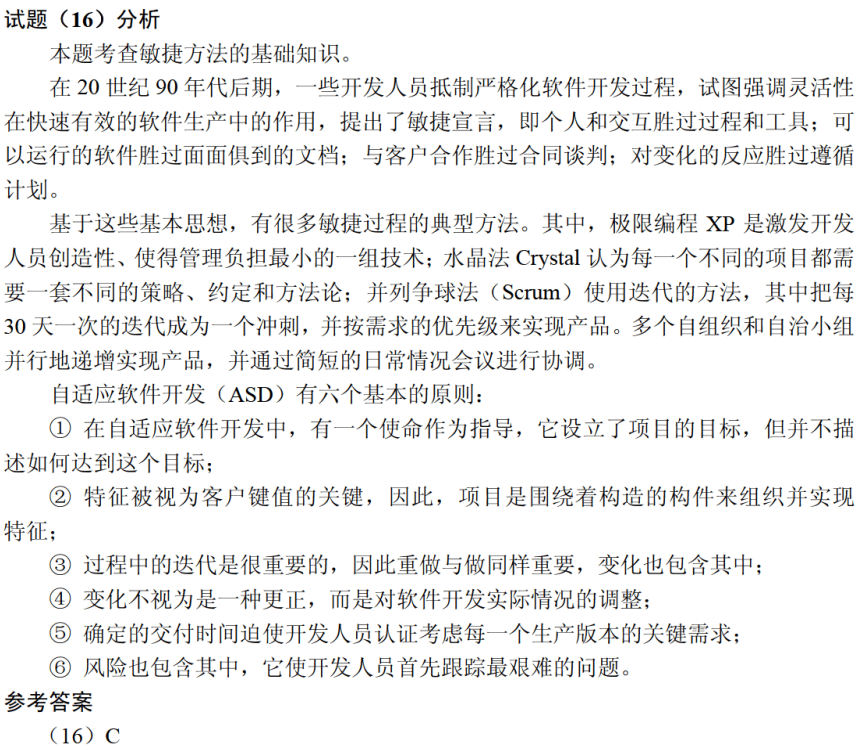 试题（16）分析
本题考查敏捷方法的基础知识。
在 20 世纪 90 年代后期，一些开发人员抵制严格化软件开发过程，试图强调灵活性
在快速有效的软件生产中的作用，提出了敏捷宣言，即个人和交互胜过过程和工具；可
以运行的软件胜过面面俱到的文档；与客户合作胜过合同谈判；对变化的反应胜过遵循
计划。
基于这些基本思想，有很多敏捷过程的典型方法。其中，极限编程 XP 是激发开发
人员创造性、使得管理负担最小的一组技术；水晶法 Crystal 认为每一个不同的项目都需
要一套不同的策略、约定和方法论；并列争球法（Scrum）使用迭代的方法，其中把每
30 天一次的迭代成为一个冲刺，并按需求的优先级来实现产品。多个自组织和自治小组
并行地递增实现产品，并通过简短的日常情况会议进行协调。
自适应软件开发（ASD）有六个基本的原则：
① 在自适应软件开发中，有一个使命作为指导，它设立了项目的目标，但并不描
述如何达到这个目标；
② 特征被视为客户键值的关键，因此，项目是围绕着构造的构件来组织并实现
特征；
③ 过程中的迭代是很重要的，因此重做与做同样重要，变化也包含其中；
④ 变化不视为是一种更正，而是对软件开发实际情况的调整；
⑤ 确定的交付时间迫使开发人员认证考虑每一个生产版本的关键需求；
⑥ 风险也包含其中，它使开发人员首先跟踪最艰难的问题。
参考答案
（16）C